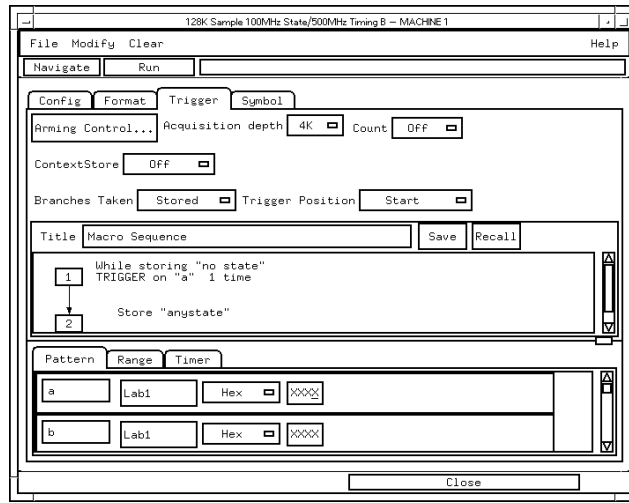 128K Sample 100MHz State/500MHz Timing B – MACHINE 1
File Modify Clear Help
Navigate Run
Config Format Trigger Symbol
Arming Control... Acquisition depth 4K Count Off
ContextStore Off
Branches Taken Stored Trigger Position Start
Title Macro Sequence Save Recall
While storing "no state"
1 TRIGGER on "a" 1 time
Store "anystate"
2
Pattern Range Timer
a Lab1 Hex XXXX
b Lab1 Hex XXXX
Close